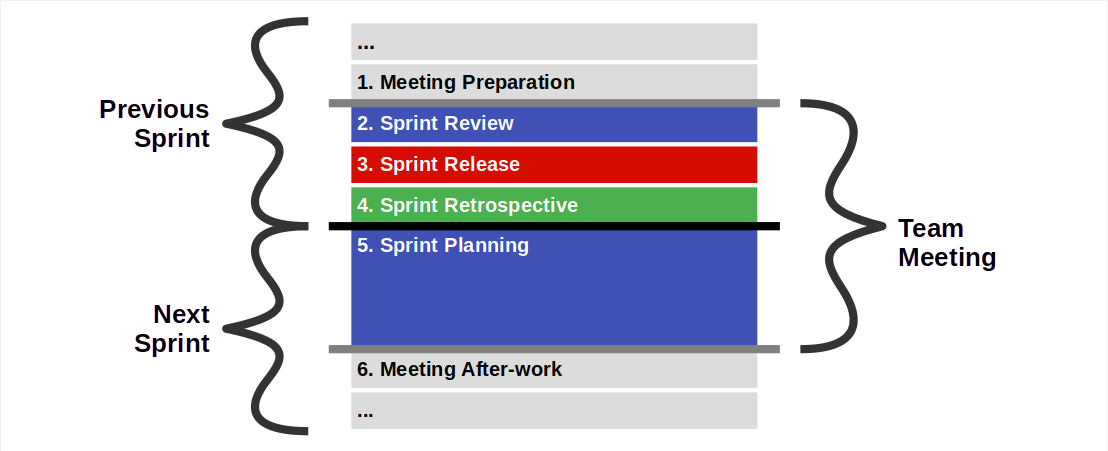 ...
1. Meeting Preparation
Previous
Sprint
2. Sprint Review
3. Sprint Release
4. Sprint Retrospective
Team
Meeting
5. Sprint Planning
Next
Sprint
6. Meeting After-work
...